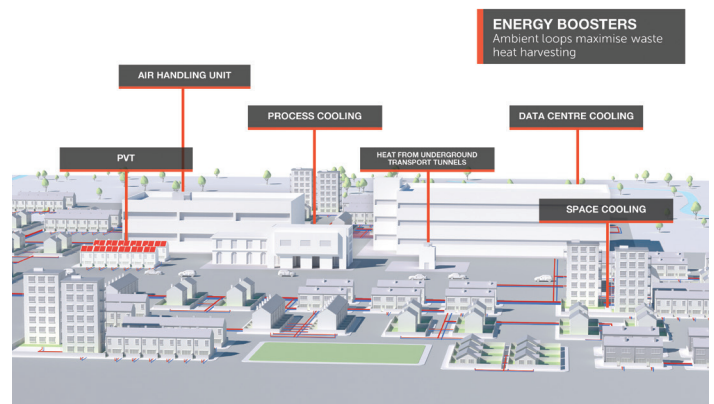 ENERGY BOOSTERS
Ambient loops maximise waste
heat harvesting
AIR HANDLING UNIT
PROCESS COOLING
DATA CENTRE COOLING
PVT
HEAT FROM UNDERGROUND
TRANSPORT TUNNELS
SPACE COOLING